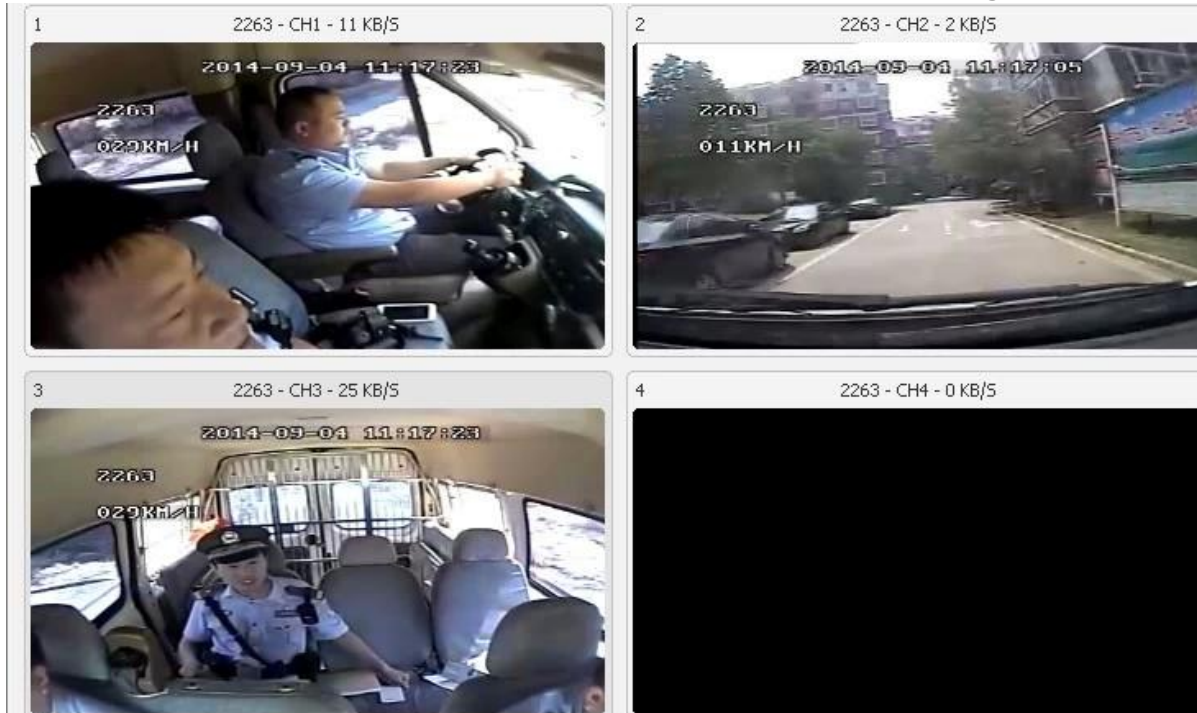 1
2263 - CH1 - 11 KB/S
2014-09-04 11:17:23
2263
029KM/H
2
2263 - CH2 - 2 KB/S
2014-09-04 11:17:05
2263
011KM/H
3
2263 - CH3 - 25 KB/S
2014-09-04 11:17:23
2263
029KM/H
4
2263 - CH4 - 0 KB/S